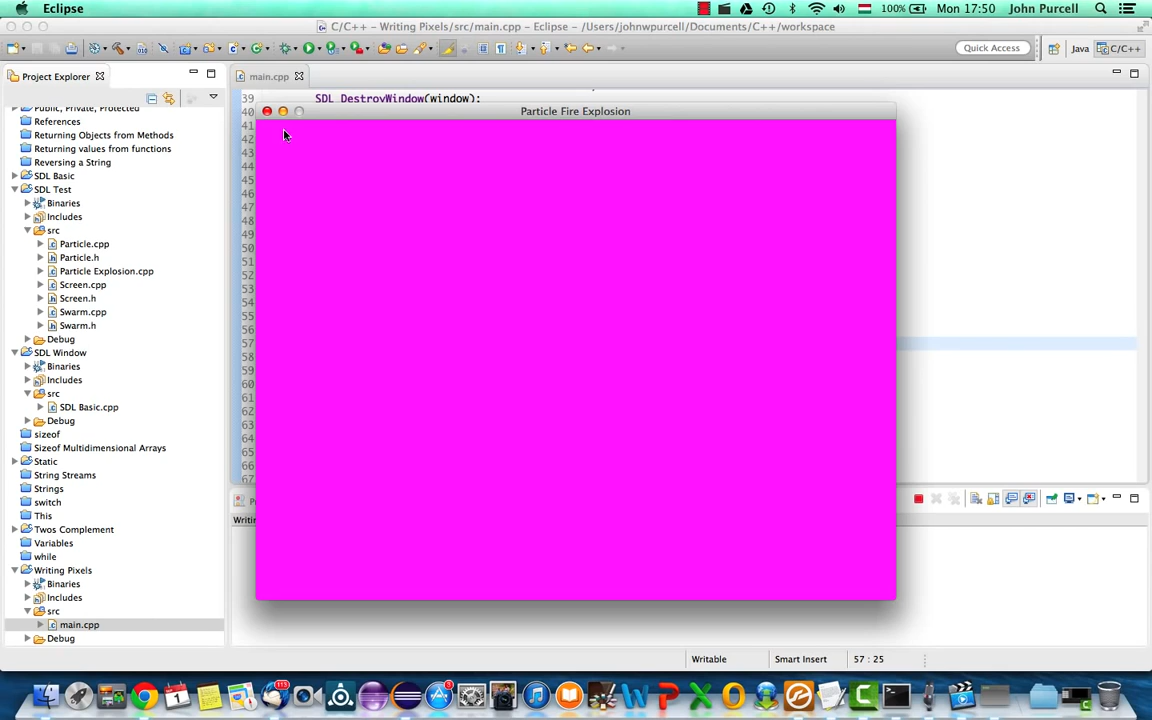 Eclipse
100%
Mon 17:50
John Purcell
C/C++ - Writing Pixels/src/main.cpp - Eclipse - /Users/johnwpurcell/Documents/C++/workspace
Quick Access
Java
C/C++
Project Explorer
main.cpp
Public, Private, Protected
References
Returning Objects from Methods
Returning values from functions
Reversing a String
SDL Basic
SDL Test
Binaries
Includes
src
Particle.cpp
Particle.h
Particle Explosion.cpp
Screen.cpp
Screen.h
Swarm.cpp
Swarm.h
Debug
SDL Window
Binaries
Includes
src
SDL Basic.cpp
Debug
sizeof
Sizeof Multidimensional Arrays
Static
String Streams
Strings
switch
This
Twos Complement
Variables
while
Writing Pixels
Binaries
Includes
src
main.cpp
Debug
39 SDL_DestroyWindow(window);
40
41
42
43
44
45
46
47
48
49
50
51
52
53
54
55
56
57
58
59
60
61
62
63
64
65
66
67
Particle Fire Explosion
Writin
Writable
Smart Insert
57 : 25
113
3